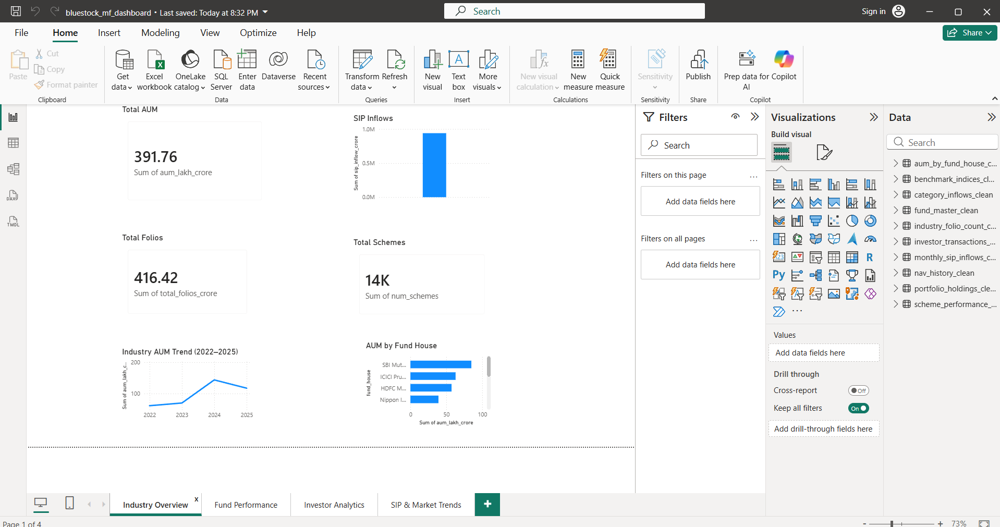 bluestock_mf_dashboard • Last saved: Today at 8:32 PM
Search
Sign in
File Home Insert Modeling View Optimize Help
Share
Paste
Cut
Copy
Format painter
Clipboard
Get data
Excel workbook
OneLake catalog
SQL Server
Enter data
Dataverse
Recent sources
Data
Transform data
Refresh
Queries
New visual
Text box
More visuals
Insert
New visual calculation
New measure
Quick measure
Calculations
Sensitivity
Sensitivity
Publish
Share
Prep data for AI
Copilot
Copilot
Total AUM
391.76
Sum of aum_lakh_crore
SIP Inflows
Sum of sip_inflow_crore
1.0M
0.5M
0.0M
Total Folios
416.42
Sum of total_folios_crore
Total Schemes
14K
Sum of num_schemes
Industry AUM Trend (2022–2025)
Sum of aum_lakh_c...
200
100
2022 2023 2024 2025
AUM by Fund House
fund_house
SBI Mut...
ICICI Pru...
HDFC M...
Nippon I...
0 50 100
Sum of aum_lakh_crore
Filters
Search
Filters on this page ...
Add data fields here
Filters on all pages ...
Add data fields here
Visualizations
Build visual
123
R
Py
...
Values
Add data fields here
Drill through
Cross-report Off
Keep all filters On
Add drill-through fields here
Data
Search
aum_by_fund_house_c...
benchmark_indices_cl...
category_inflows_clean
fund_master_clean
industry_folio_count_c...
investor_transactions_...
monthly_sip_inflows_c...
nav_history_clean
portfolio_holdings_cle...
scheme_performance_...
DAX
TMDL
Industry Overview x
Fund Performance
Investor Analytics
SIP & Market Trends
+
Page 1 of 4
- + 73%